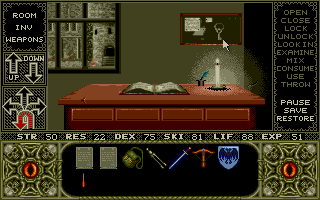 ROOM
INV
WEAPONS
UP
DOWN
OPEN
CLOSE
LOCK
UNLOCK
LOOK IN
EXAMINE
MIX
CONSUME
USE
THROW
PAUSE
SAVE
RESTORE
STR 50 RES 22 DEX 75 SKI 81 LIF 88 EXP 51